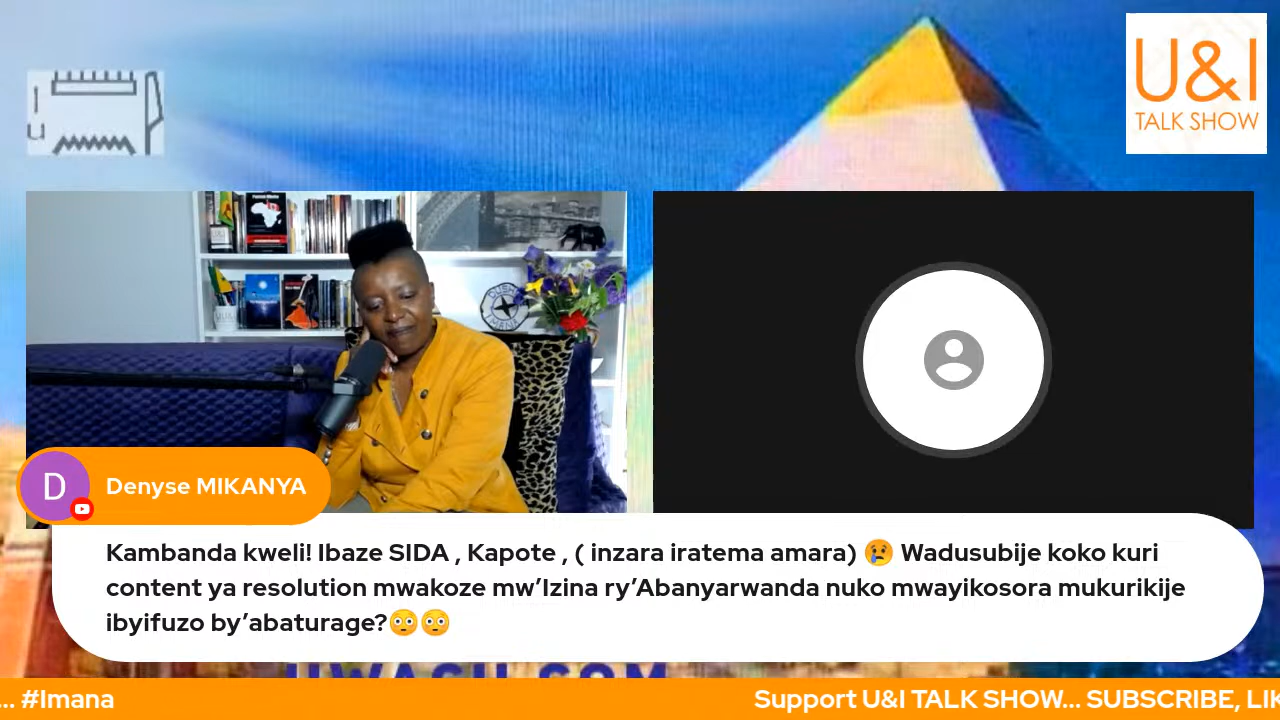 U&I
TALK SHOW
Denyse MIKANYA
Kambanda kweli! Ibaze SIDA , Kapote , ( inzara iratema amara) 😢 Wadusubije koko kuri
content ya resolution mwakoze mw’Izina ry’Abanyarwanda nuko mwayikosora mukurikije
ibyifuzo by’abaturage?😳😳
... #Imana
Support U&I TALK SHOW... SUBSCRIBE, LIK